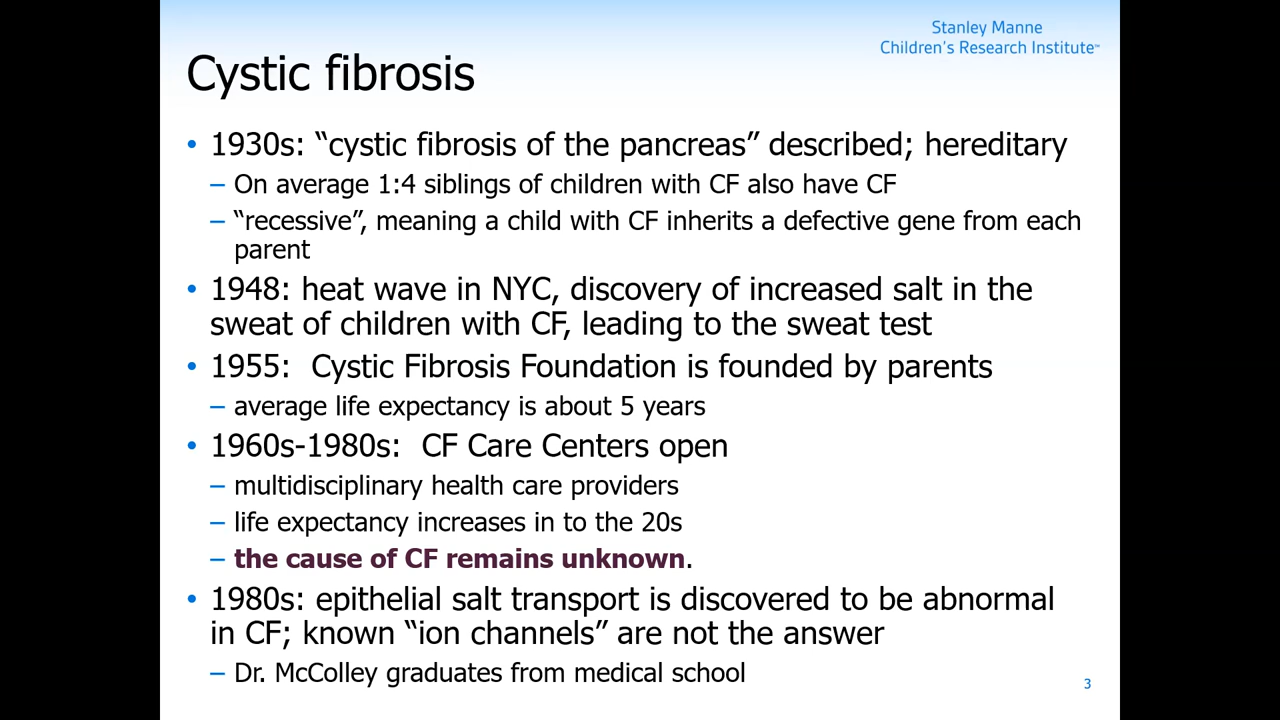 Stanley Manne
Children's Research Institute™
Cystic fibrosis
• 1930s: “cystic fibrosis of the pancreas” described; hereditary
– On average 1:4 siblings of children with CF also have CF
– “recessive”, meaning a child with CF inherits a defective gene from each
parent
• 1948: heat wave in NYC, discovery of increased salt in the
sweat of children with CF, leading to the sweat test
• 1955:  Cystic Fibrosis Foundation is founded by parents
– average life expectancy is about 5 years
• 1960s-1980s:  CF Care Centers open
– multidisciplinary health care providers
– life expectancy increases in to the 20s
– the cause of CF remains unknown.
• 1980s: epithelial salt transport is discovered to be abnormal
in CF; known “ion channels” are not the answer
– Dr. McColley graduates from medical school
3